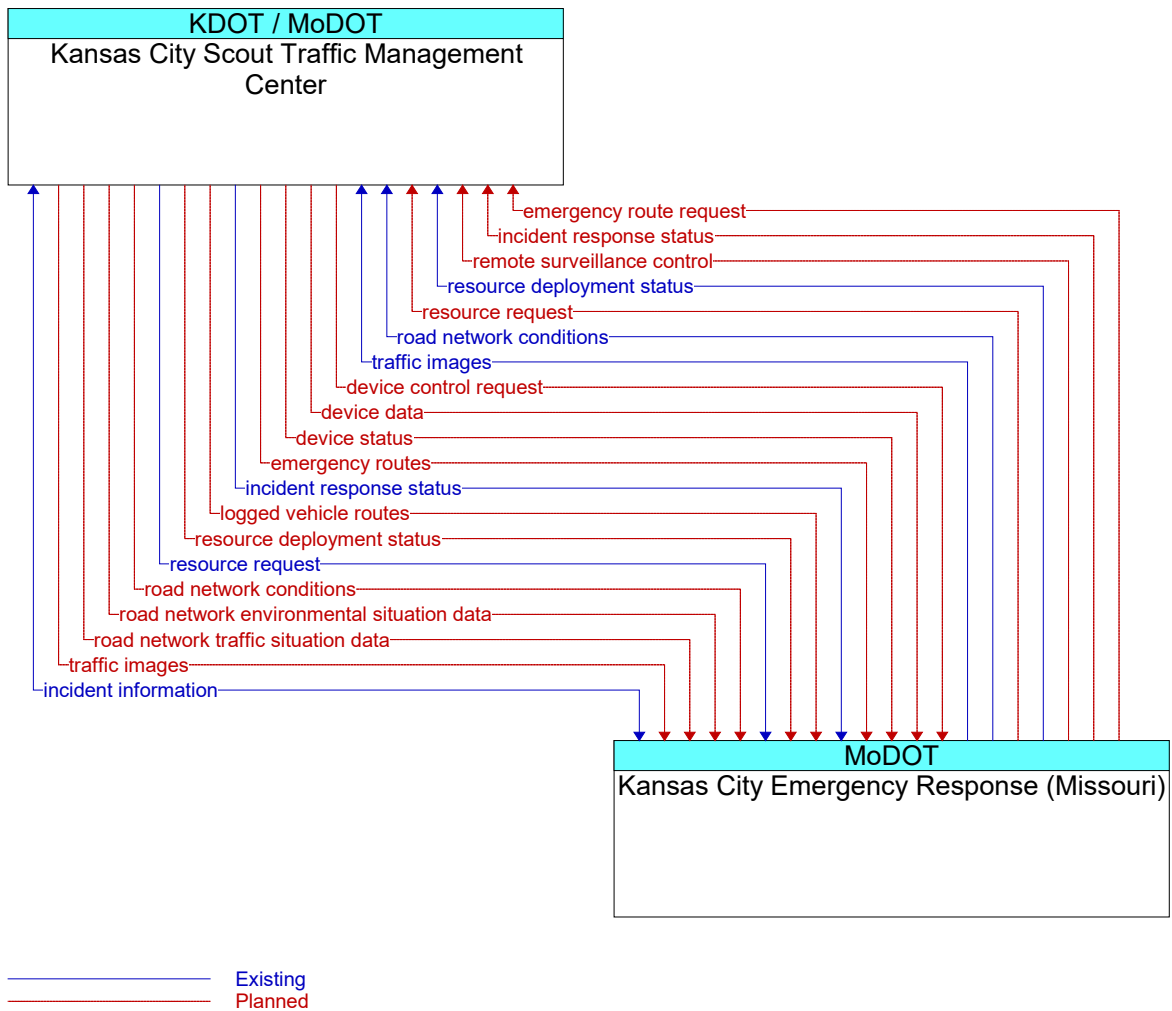 KDOT / MoDOT
Kansas City Scout Traffic Management
Center
emergency route request
incident response status
remote surveillance control
resource deployment status
resource request
road network conditions
traffic images
device control request
device data
device status
emergency routes
incident response status
logged vehicle routes
resource deployment status
resource request
road network conditions
road network environmental situation data
road network traffic situation data
traffic images
incident information
MoDOT
Kansas City Emergency Response (Missouri)
Existing
Planned